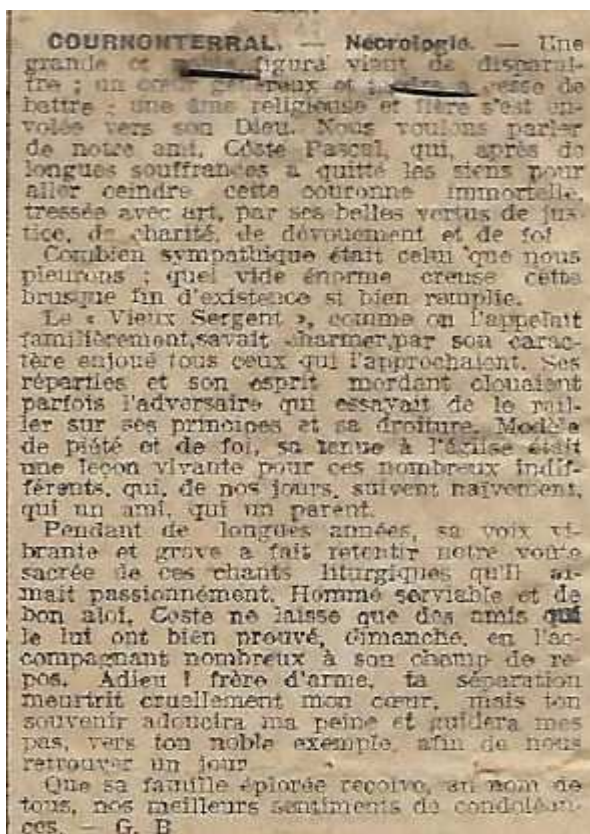 COURNONTERRAL. — Nécrologie. — Une
grande et noble figure vient de disparaî-
tre ; un cœur généreux et tendre a cesse de
battre ; une âme religieuse et fière s'est en-
volée vers son Dieu. Nous voulons parler
de notre ami, Coste Pascal, qui, après de
longues souffrances a quitté les siens pour
aller ceindre cette couronne immortelle,
tressée avec art, par ses belles vertus de jus-
tice, de charité, de dévouement et de foi
Combien sympathique était celui que nous
pleurons ; quel vide énorme creuse cette
brusque fin d'existence si bien remplie.
Le « Vieux Sergent », comme on l'appelait
familièrement,savait charmer,par son carac-
tère enjoué tous ceux qui l'approchaient. Ses
réparties et son esprit mordant clouaient
parfois l'adversaire qui essayait de le rail-
ler sur ses principes et sa droiture. Modèle
de piété et de foi, sa tenue à l'église était
une leçon vivante pour ces nombreux indif-
férents, qui, de nos jours, suivent naïvement,
qui un ami, qui un parent.
Pendant de longues années, sa voix vi-
brante et grave a fait retentir notre voûte
sacrée de ces chants liturgiques qu'il ai-
mait passionnément. Homme serviable et de
bon aloi, Coste ne laisse que des amis qui
le lui ont bien prouvé, dimanche, en l'ac-
compagnant nombreux à son champ de re-
pos. Adieu ! frère d'arme, ta séparation
meurtrit cruellement mon cœur, mais ton
souvenir adoucira ma peine et guidera mes
pas, vers ton noble exemple, afin de nous
retrouver un jour
Que sa famille éplorée reçoive, au nom de
tous, nos meilleurs sentiments de condoléan-
ces. — G. B